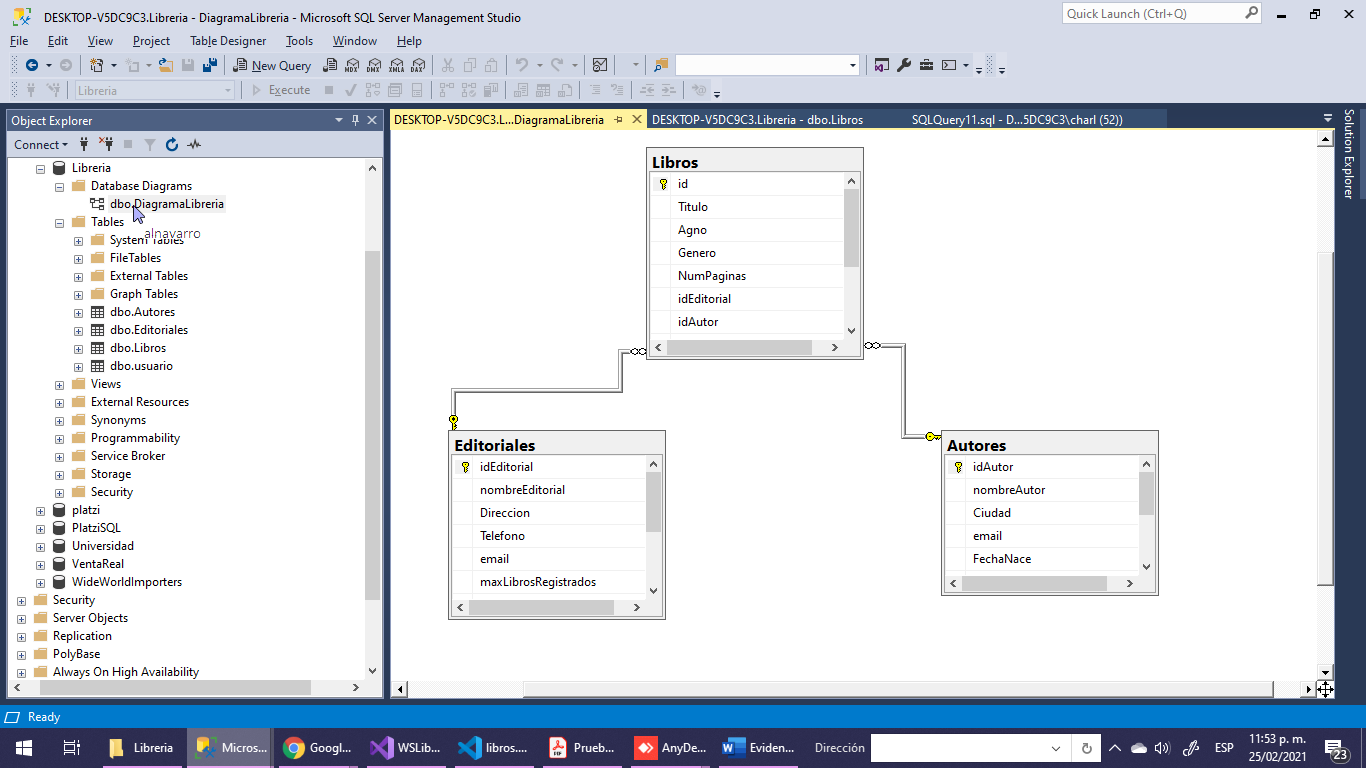 DESKTOP-V5DC9C3.Libreria - DiagramaLibreria - Microsoft SQL Server Management Studio
Quick Launch (Ctrl+Q)
File Edit View Project Table Designer Tools Window Help
New Query MDX DMX XMLA DAX
Libreria Execute
Object Explorer
Connect
Libreria
Database Diagrams
dbo.DiagramaLibreria
Tables
alnavarro
System Tables
FileTables
External Tables
Graph Tables
dbo.Autores
dbo.Editoriales
dbo.Libros
dbo.usuario
Views
External Resources
Synonyms
Programmability
Service Broker
Storage
Security
platzi
PlatziSQL
Universidad
VentaReal
WideWorldImporters
Security
Server Objects
Replication
PolyBase
Always On High Availability
DESKTOP-V5DC9C3.L...DiagramaLibreria DESKTOP-V5DC9C3.Libreria - dbo.Libros SQLQuery11.sql - D...5DC9C3\charl (52))
Solution Explorer
Libros
id
Titulo
Agno
Genero
NumPaginas
idEditorial
idAutor
Editoriales
idEditorial
nombreEditorial
Direccion
Telefono
email
maxLibrosRegistrados
Autores
idAutor
nombreAutor
Ciudad
email
FechaNace
Ready
Libreria Micros... Googl... WSLib... libros.... Prueb... AnyDe... Eviden... Dirección ESP
11:53 p. m.
25/02/2021
23